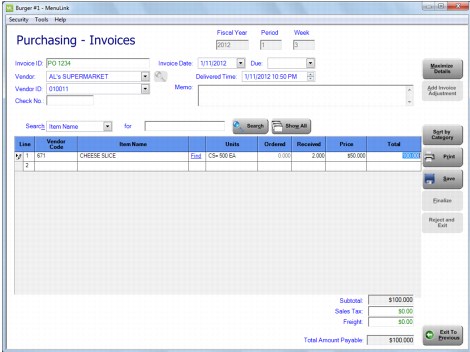 Burger #1 - MenuLink
Security Tools Help
Purchasing - Invoices
Fiscal Year Period Week
2012 1 3
Invoice ID: PO 1234 Invoice Date: 1/11/2012 Due:
Vendor: AL's SUPERMARKET Delivered Time: 1/11/2012 10:50 PM
Vendor ID: 010011 Memo:
Check No.:
Maximize Details
Add Invoice Adjustment
Search Item Name for Search Show All
Line Vendor Code Item Name Units Ordered Received Price Total
1 671 CHEESE SLICE Find CS= 500 EA 0.000 2.000 $50.000 100.00
2
Sort by Category
Print
Save
Finalize
Reject and Exit
Subtotal: $100.000
Sales Tax: $0.00
Freight: $0.00
Total Amount Payable $100.000
Exit To Previous